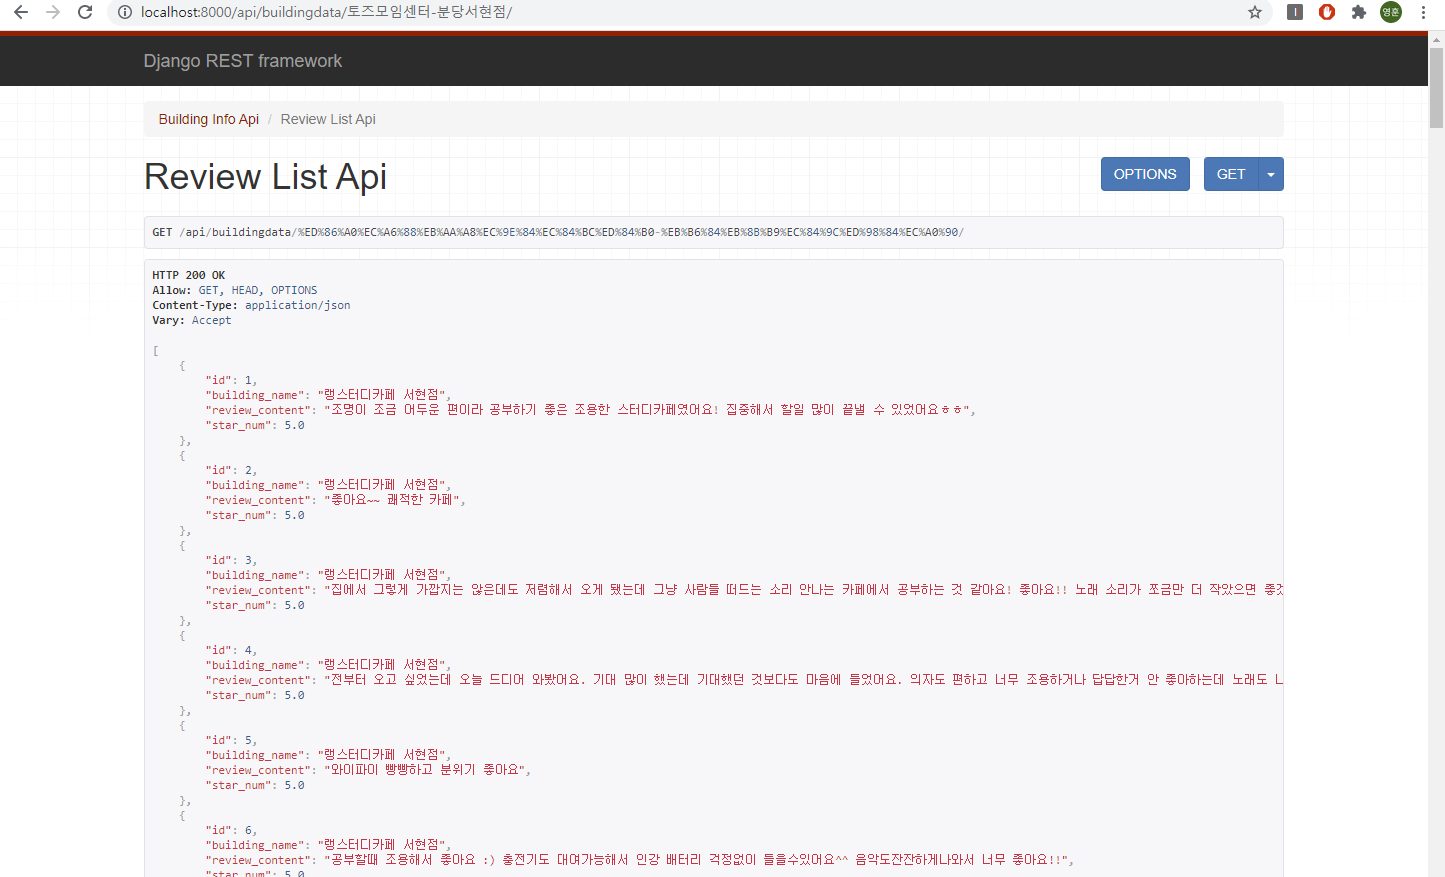 localhost:8000/api/buildingdata/토즈모임센터-분당서현점/
영훈
Django REST framework
Building Info Api / Review List Api
Review List Api
OPTIONS
GET
GET /api/buildingdata/%ED%86%A0%EC%A6%88%EB%AA%A8%EC%9E%84%EC%84%BC%ED%84%B0-%EB%B6%84%EB%8B%B9%EC%84%9C%ED%98%84%EC%A0%90/
HTTP 200 OK
Allow: GET, HEAD, OPTIONS
Content-Type: application/json
Vary: Accept
[
{
"id": 1,
"building_name": "랭스터디카페 서현점",
"review_content": "조명이 조금 어두운 편이라 공부하기 좋은 조용한 스터디카페였어요! 집중해서 할일 많이 끝낼 수 있었어요ㅎㅎ",
"star_num": 5.0
},
{
"id": 2,
"building_name": "랭스터디카페 서현점",
"review_content": "좋아요~~ 쾌적한 카페",
"star_num": 5.0
},
{
"id": 3,
"building_name": "랭스터디카페 서현점",
"review_content": "집에서 그렇게 가깝지는 않은데도 저렴해서 오게 됐는데 그냥 사람들 떠드는 소리 안나는 카페에서 공부하는 것 같아요! 좋아요!! 노래 소리가 조금만 더 작았으면 좋겠
"star_num": 5.0
},
{
"id": 4,
"building_name": "랭스터디카페 서현점",
"review_content": "전부터 오고 싶었는데 오늘 드디어 와봤어요. 기대 많이 했는데 기대했던 것보다도 마음에 들었어요. 의자도 편하고 너무 조용하거나 답답한거 안 좋아하는데 노래도
"star_num": 5.0
},
{
"id": 5,
"building_name": "랭스터디카페 서현점",
"review_content": "와이파이 빵빵하고 분위기 좋아요",
"star_num": 5.0
},
{
"id": 6,
"building_name": "랭스터디카페 서현점",
"review_content": "공부할때 조용해서 좋아요 :) 충전기도 대여가능해서 인강 배터리 걱정없이 들을수있어요^^ 음악도잔잔하게나와서 너무 좋아요!!",
"star_num": 5.0